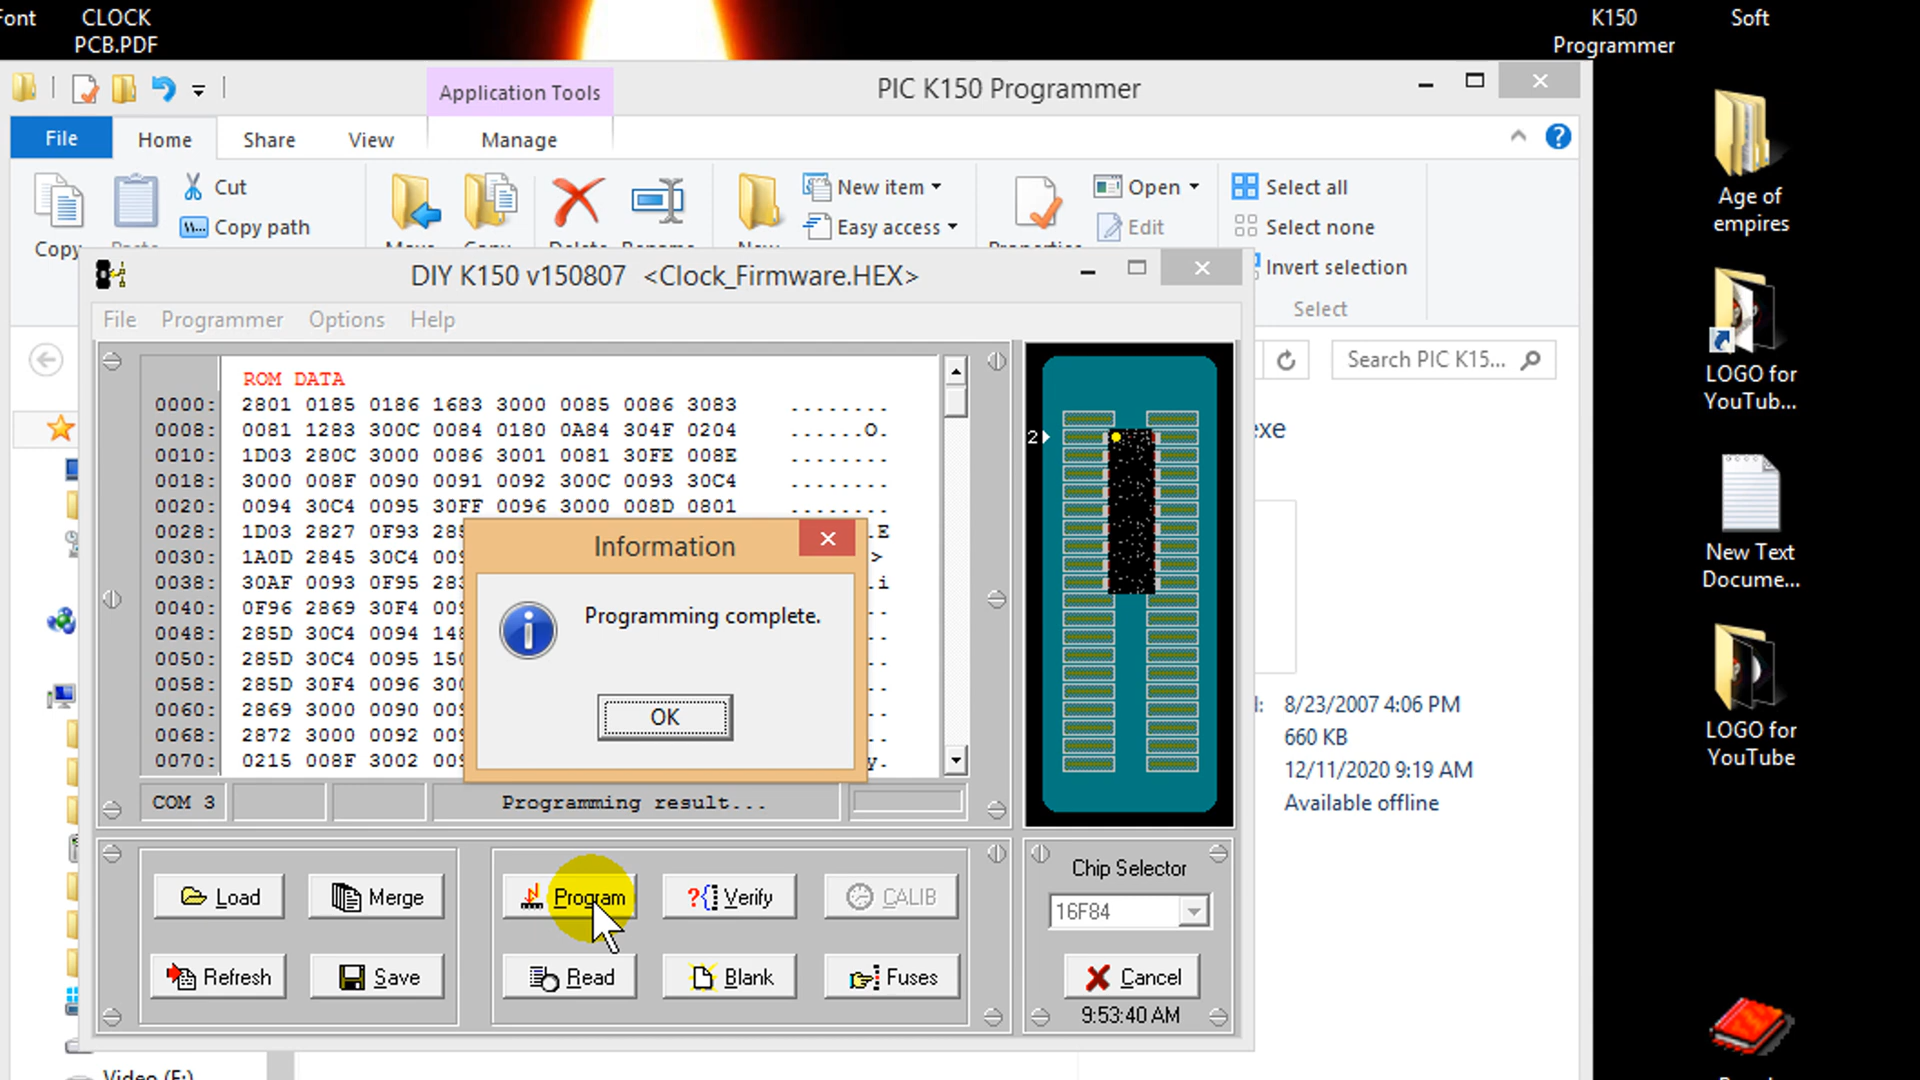 Font
CLOCK
PCB.PDF
K150
Programmer
Soft
Application Tools
PIC K150 Programmer
File
Home
Share
View
Manage
Cut
Copy path
Copy
New item
Easy access
Open
Edit
Select all
Select none
Invert selection
Select
Age of
empires
DIY K150 v150807 <Clock_Firmware.HEX>
File
Programmer
Options
Help
Search PIC K15...
LOGO for
YouTub...
ROM DATA
0000: 2801 0185 0186 1683 3000 0085 0086 3083 ........
0008: 0081 1283 300C 0084 0180 0A84 304F 0204 ......O.
0010: 1D03 280C 3000 0086 3001 0081 30FE 008E ........
0018: 3000 008F 0090 0091 0092 300C 0093 30C4 ........
0020: 0094 30C4 0095 30FF 0096 3000 008D 0801 ........
0028: 1D03 2827 0F93 E
0030: 1A0D 2845 30C4 >
0038: 30AF 0093 0F95 .i
0040: 0F96 2869 30F4 ..
0048: 285D 30C4 0094 ..
0050: 285D 30C4 0095 ..
0058: 285D 30F4 0096 ..
0060: 2869 3000 0090 ..
0068: 2872 3000 0092 ..
0070: 0215 008F 3002 y.
2
exe
Information
Programming complete.
OK
New Text
Docume...
8/23/2007 4:06 PM
660 KB
12/11/2020 9:19 AM
Available offline
LOGO for
YouTube
COM 3
Programming result...
Load
Merge
Program
Verify
CALIB
Refresh
Save
Read
Blank
Fuses
Chip Selector
16F84
Cancel
9:53:40 AM
Video (F:)